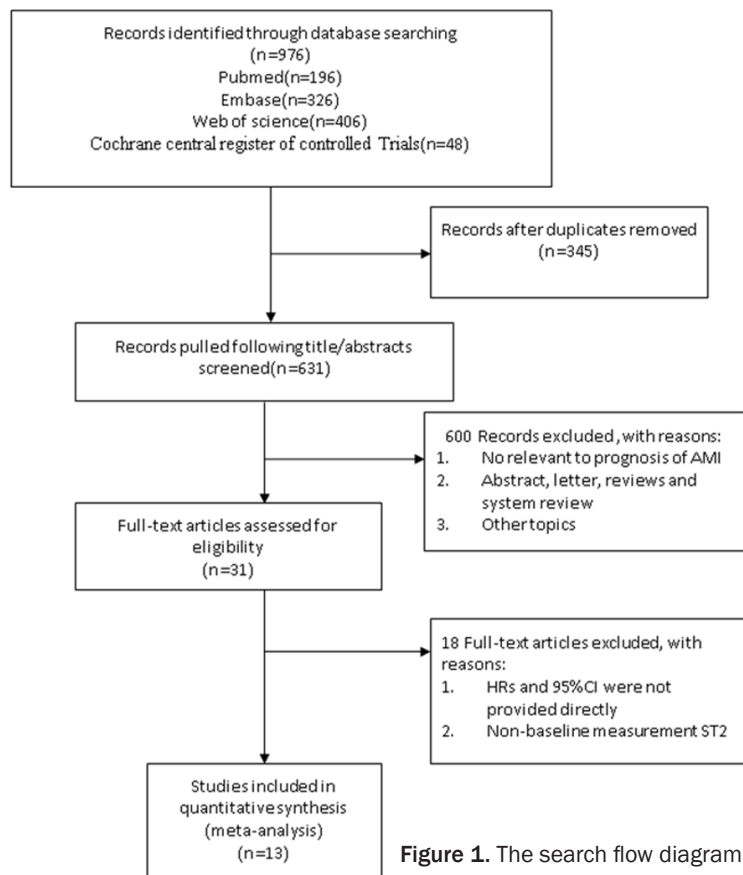 Records identified through database searching
(n=976)
Pubmed(n=196)
Embase(n=326)
Web of science(n=406)
Cochrane central register of controlled Trials(n=48)
Records after duplicates removed
(n=345)
Records pulled following title/abstracts
screened(n=631)
600 Records excluded, with reasons:
1. No relevant to prognosis of AMI
2. Abstract, letter, reviews and
system review
3. Other topics
Full-text articles assessed for
eligibility
(n=31)
18 Full-text articles excluded, with
reasons:
1. HRs and 95%CI were not
provided directly
2. Non-baseline measurement ST2
Studies included in
quantitative synthesis
(meta-analysis)
(n=13)
Figure 1. The search flow diagram